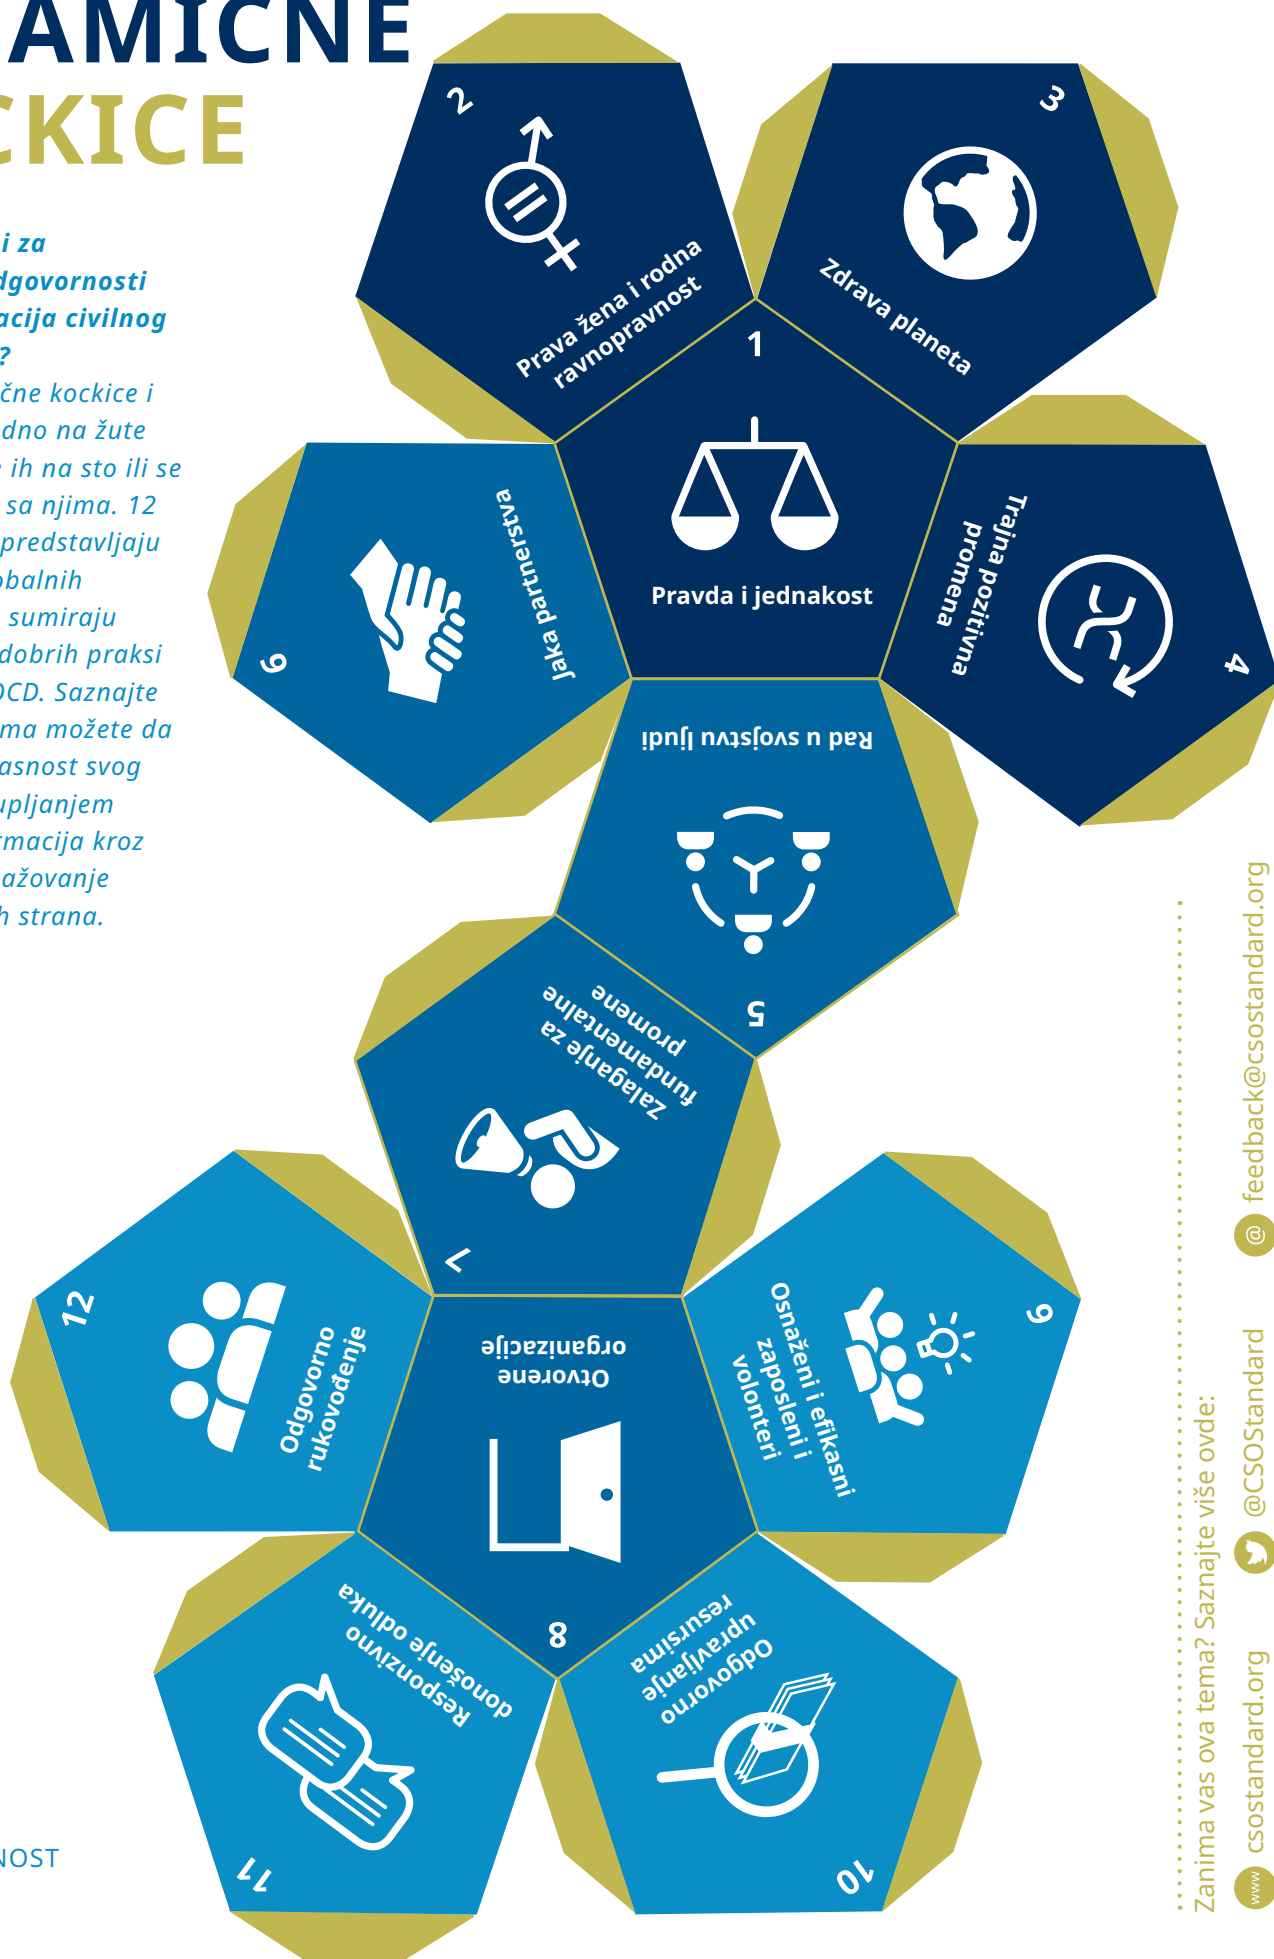 AMIČNE
CKICE
i za
dgovornosti
acija civilnog
?
čne kockice i
dno na žute
e ih na sto ili se
sa njima. 12
predstavljaju
obalnih
sumiraju
dobrih praksi
OCD. Saznajte
ma možete da
asnost svog
upljanjem
rmacija kroz
ažovanje
h strana.
NOST
2
Prava žena i rodna
ravnopravnost
3
Zdrava planeta
1
Pravda i jednakost
4
Trajna pozitivna
promena
6
Jaka partnerstva
Rad u svojstvu ljudi
5
Zalaganje za
fundamentalne
promene
7
12
Odgovorno
rukovođenje
Otvorene
organizacije
8
9
Osnaženi i efikasni
zaposleni i
volonteri
Responzivno
donošenje odluka
11
Odgovorno
upravljanje
resursima
10
Zanima vas ova tema? Saznajte više ovde:
www csostandard.org
@CSOStandard
@ feedback@csostandard.org